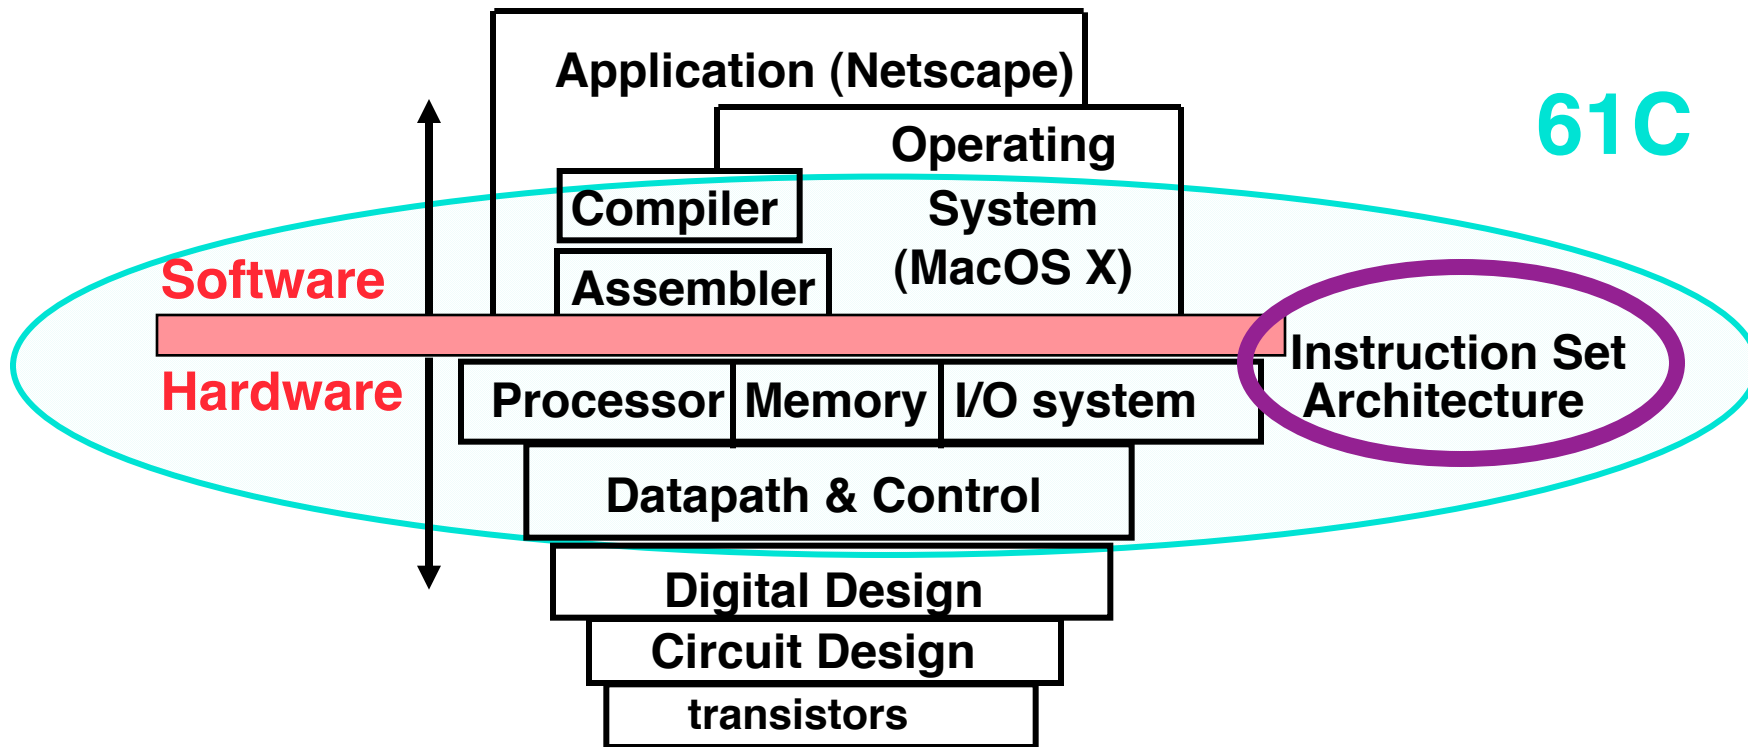 Application (Netscape)
61C
Operating
Compiler
System
(MacOS X)
Software
Assembler
Instruction Set
Architecture
Hardware
Processor
Memory
I/O system
Datapath & Control
Digital Design
Circuit Design
transistors